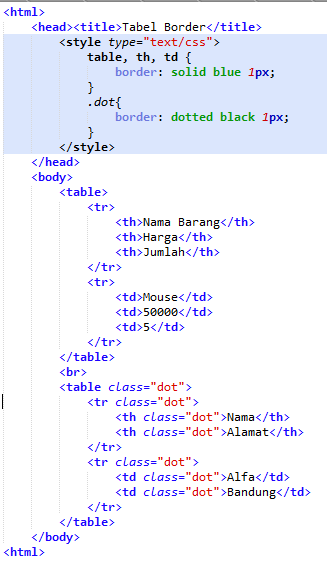 <html>
    <head><title>Tabel Border</title>
        <style type="text/css">
            table, th, td {
                border: solid blue 1px;
            }
            .dot{
                border: dotted black 1px;
            }
        </style>
    </head>
    <body>
        <table>
            <tr>
                <th>Nama Barang</th>
                <th>Harga</th>
                <th>Jumlah</th>
            </tr>
            <tr>
                <td>Mouse</td>
                <td>50000</td>
                <td>5</td>
            </tr>
        </table>
        <br>
        <table class="dot">
            <tr class="dot">
                <th class="dot">Nama</th>
                <th class="dot">Alamat</th>
            </tr>
            <tr class="dot">
                <td class="dot">Alfa</td>
                <td class="dot">Bandung</td>
            </tr>
        </table>
    </body>
<html>